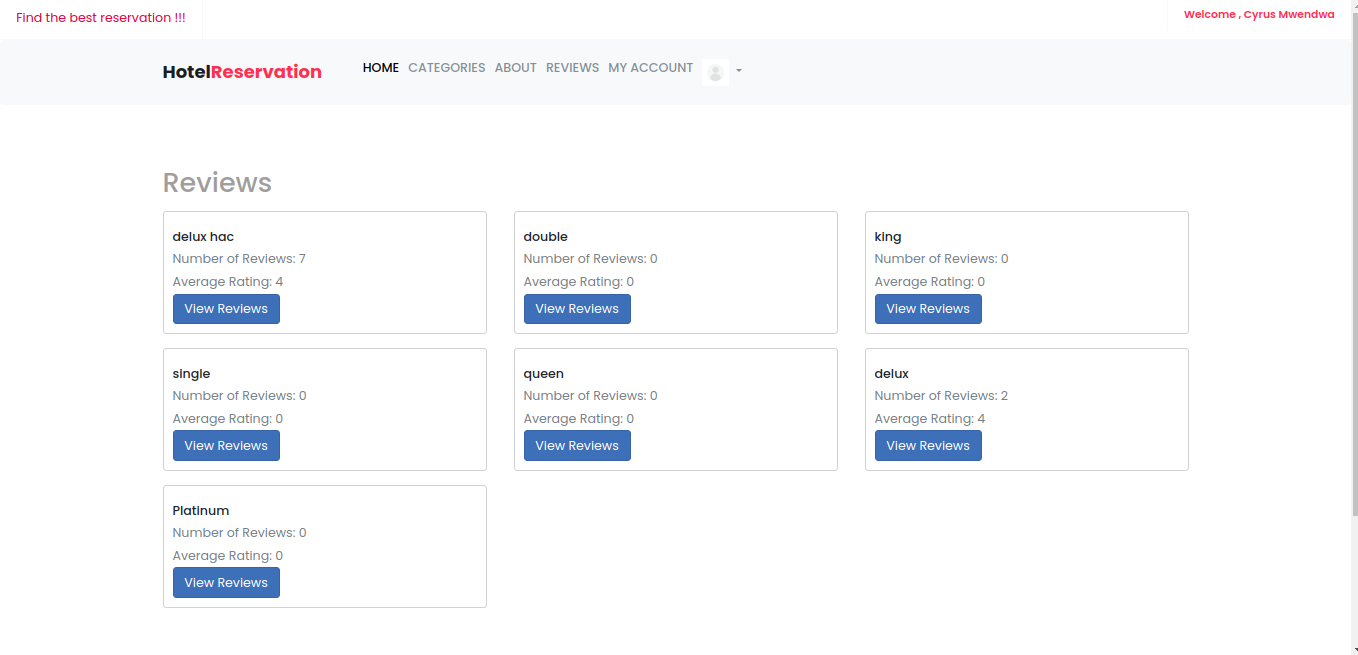 Find the best reservation !!!
Welcome , Cyrus Mwendwa
HotelReservation
HOME CATEGORIES ABOUT REVIEWS MY ACCOUNT
Reviews
delux hac
Number of Reviews: 7
Average Rating: 4
View Reviews
double
Number of Reviews: 0
Average Rating: 0
View Reviews
king
Number of Reviews: 0
Average Rating: 0
View Reviews
single
Number of Reviews: 0
Average Rating: 0
View Reviews
queen
Number of Reviews: 0
Average Rating: 0
View Reviews
delux
Number of Reviews: 2
Average Rating: 4
View Reviews
Platinum
Number of Reviews: 0
Average Rating: 0
View Reviews